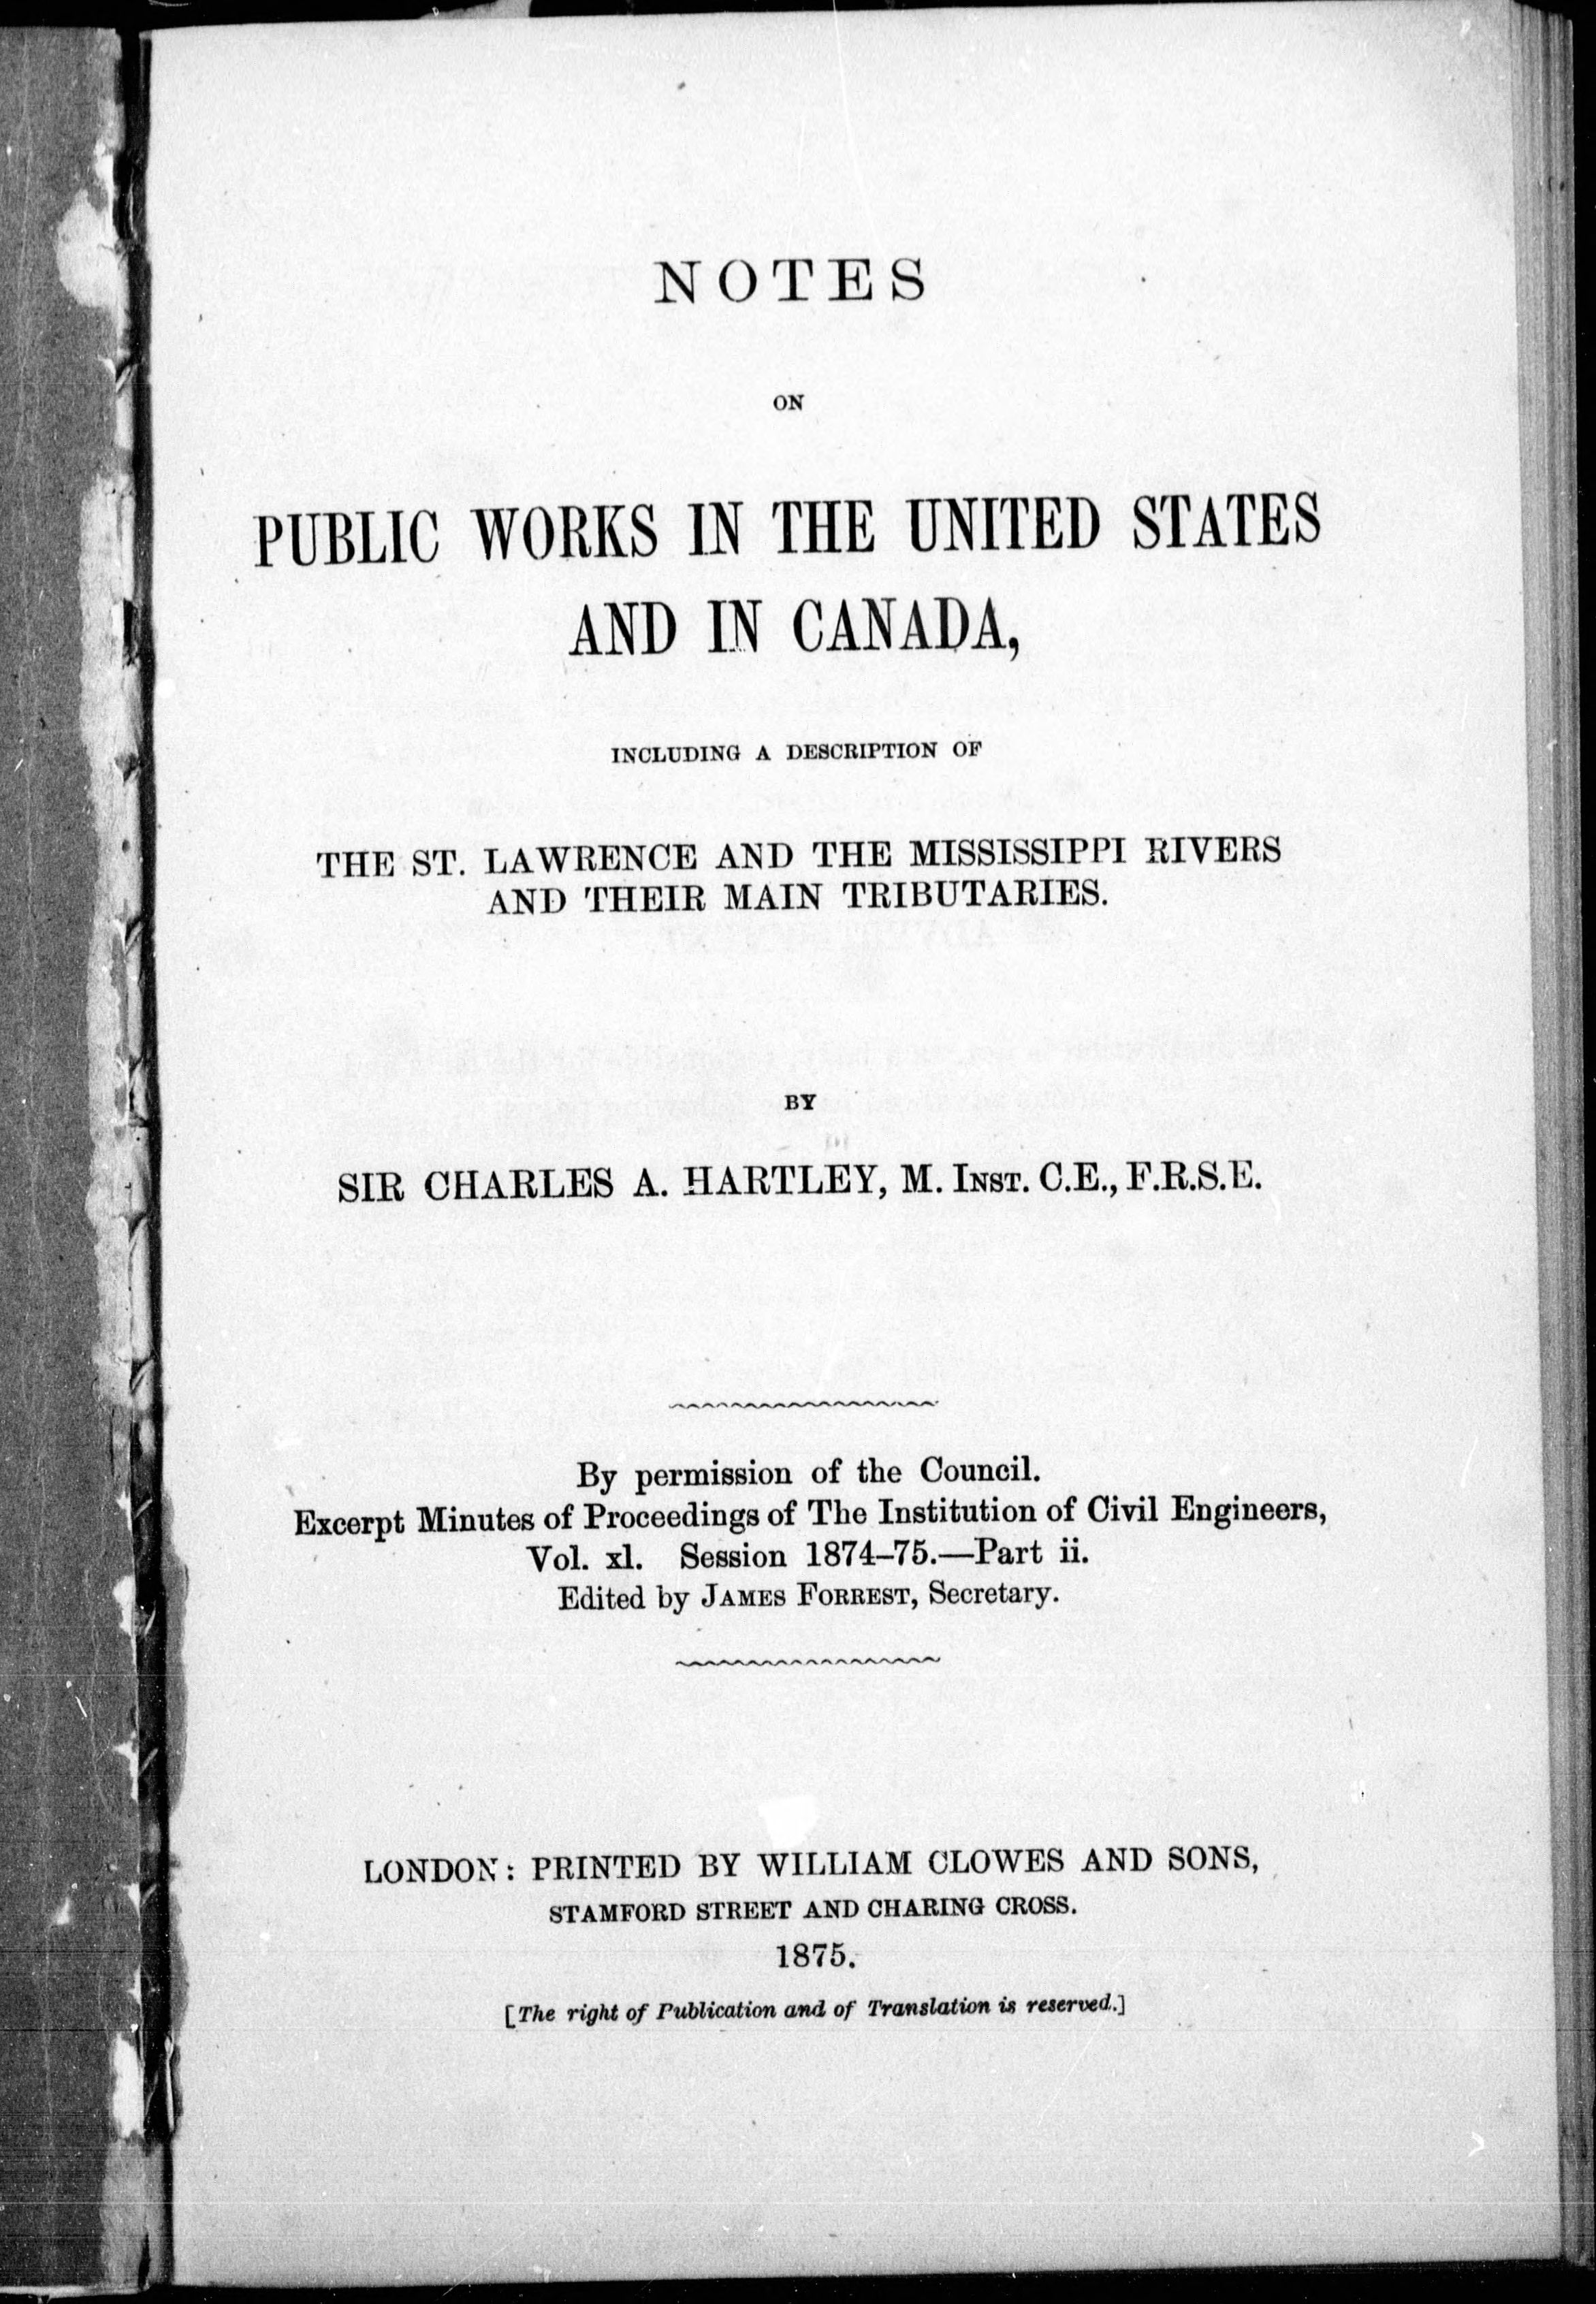 NOTES
ON
PUBLIC WORKS IN THE UNITED STATES
AND IN CANADA,
INCLUDING A DESCRIPTION OF
THE ST. LAWRENCE AND THE MISSISSIPPI RIVERS
AND THEIR MAIN TRIBUTARIES.
BY
SIR CHARLES A. HARTLEY, M. INST. C.E., F.R.S.E.
By permission of the Council.
Excerpt Minutes of Proceedings of The Institution of Civil Engineers,
Vol. xl. Session 1874–75.—Part ii.
Edited by JAMES FORREST, Secretary.
LONDON: PRINTED BY WILLIAM CLOWES AND SONS,
STAMFORD STREET AND CHARING CROSS.
1875.
[The right of Publication and of Translation is reserved.]